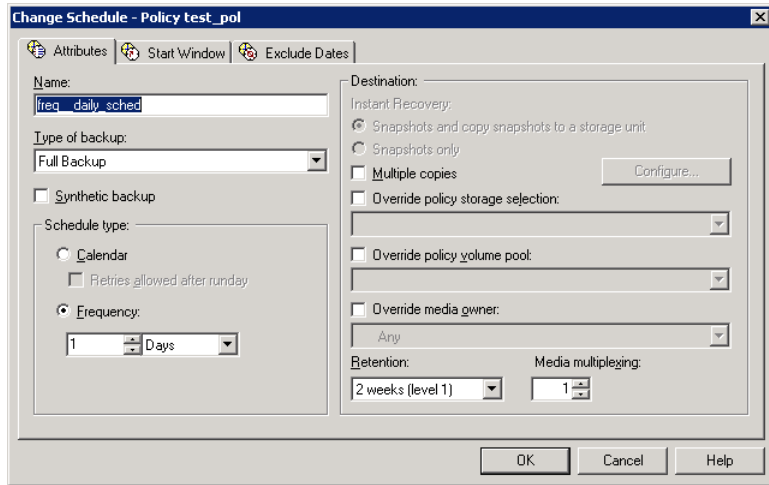 Change Schedule - Policy test_pol
Attributes
Start Window
Exclude Dates
Name:
freq__daily_sched
Type of backup:
Full Backup
Synthetic backup
Schedule type:
Calendar
Retries allowed after runday
Frequency:
1
Days
Destination:
Instant Recovery:
Snapshots and copy snapshots to a storage unit
Snapshots only
Multiple copies
Configure...
Override policy storage selection:
Override policy volume pool:
Override media owner:
Any
Retention:
Media multiplexing:
2 weeks (level 1)
1
OK
Cancel
Help